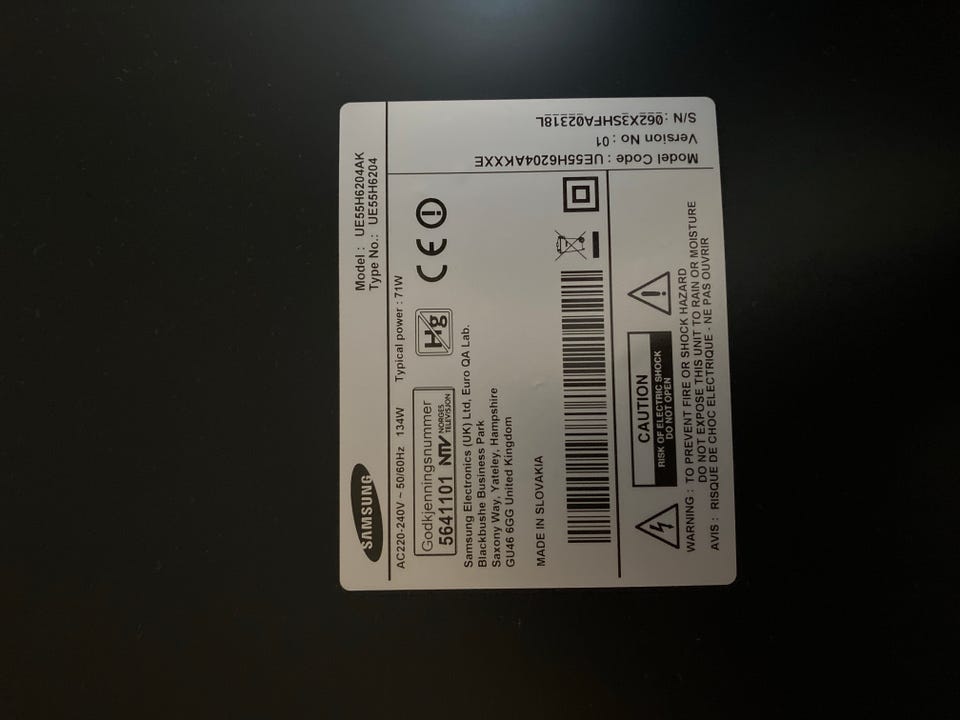 SAMSUNG
Model : UE55H6204AK
Type No.: UE55H6204
AC220-240V ~ 50/60Hz 134W Typical power : 71W
Godkjenningsnummer
5641101 NTV NORGES TELEVISJON
Hg
CE
Samsung Electronics (UK) Ltd, Euro QA Lab.
Blackbushe Business Park
Saxony Way, Yateley, Hampshire
GU46 6GG United Kingdom
MADE IN SLOVAKIA
CAUTION
RISK OF ELECTRIC SHOCK
DO NOT OPEN
WARNING : TO PREVENT FIRE OR SHOCK HAZARD
DO NOT EXPOSE THIS UNIT TO RAIN OR MOISTURE
AVIS : RISQUE DE CHOC ELECTRIQUE - NE PAS OUVRIR
Model Code : UE55H6204AKXXE
Version No : 01
S/N : 062X3SHFA02318L